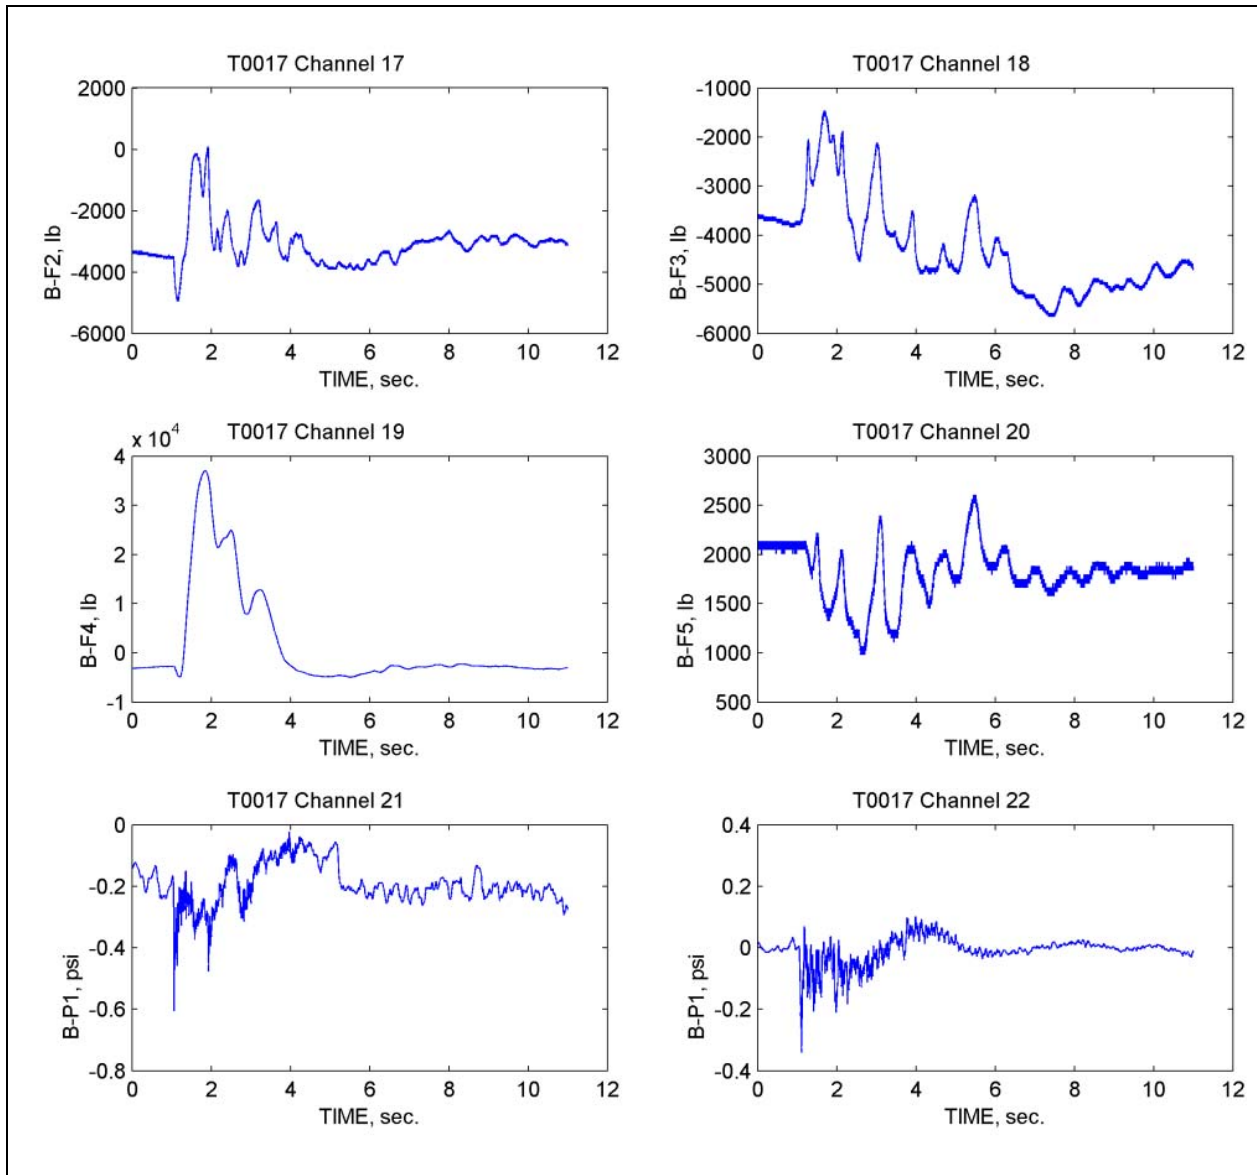 T0017 Channel 17
2000
0
-2000
-4000
-6000
B-F2, lb
0 2 4 6 8 10 12
TIME, sec.
T0017 Channel 18
-1000
-2000
-3000
-4000
-5000
-6000
B-F3, lb
0 2 4 6 8 10 12
TIME, sec.
T0017 Channel 19
x 10^4
4
3
2
1
0
-1
B-F4, lb
0 2 4 6 8 10 12
TIME, sec.
T0017 Channel 20
3000
2500
2000
1500
1000
500
B-F5, lb
0 2 4 6 8 10 12
TIME, sec.
T0017 Channel 21
0
-0.2
-0.4
-0.6
-0.8
B-P1, psi
0 2 4 6 8 10 12
TIME, sec.
T0017 Channel 22
0.4
0.2
0
-0.2
-0.4
B-P1, psi
0 2 4 6 8 10 12
TIME, sec.